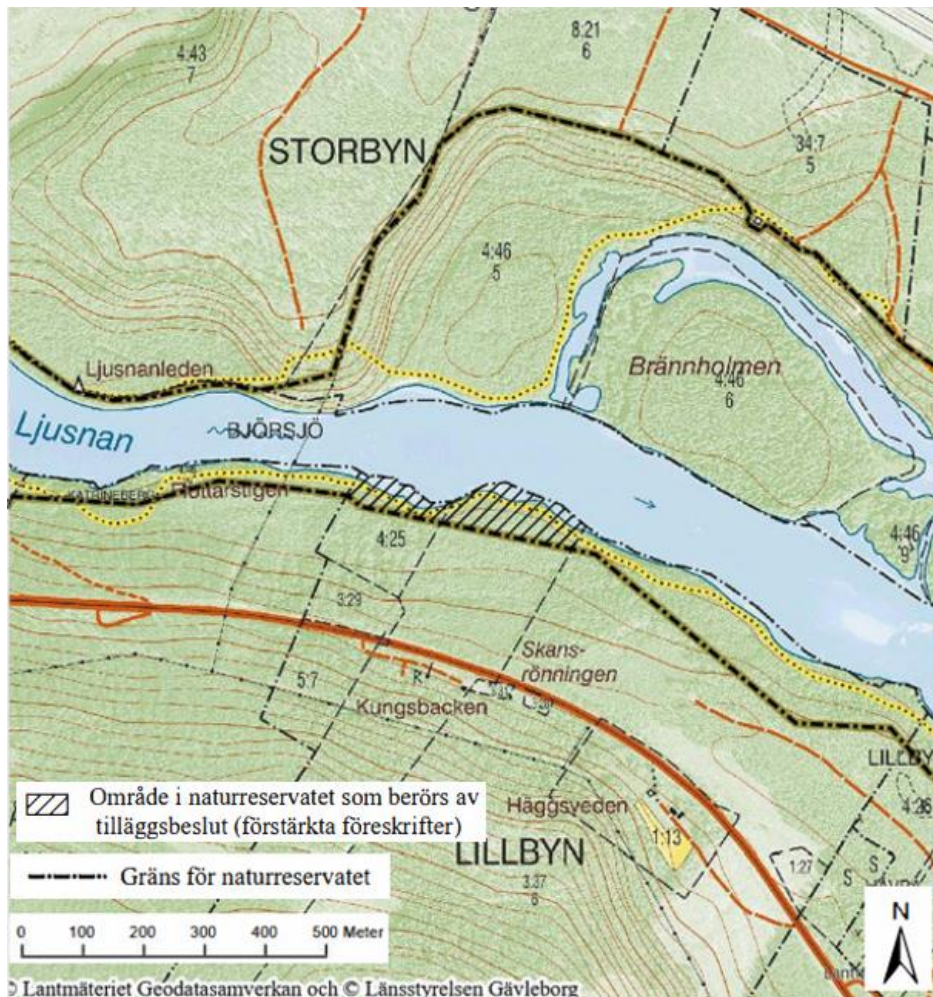 4:43
7
8:21
6
STORBYN
34:7
5
4:46
5
Ljusnanleden
Brännholmen
4:46
6
Ljusnan
BJÖRSJÖ
KATRINEBERG
Flottarstigen
4:25
4:46
9
3:29
Skans-
rönningen
5:7
R
Kungsbacken
LILLBY
Häggsveden
4:26
1:13
LILLBYN
1:27
S
S
3:37
6
Område i naturreservatet som berörs av
tilläggsbeslut (förstärkta föreskrifter)
Gräns för naturreservatet
0 100 200 300 400 500 Meter
N
© Lantmäteriet Geodatasamverkan och © Länsstyrelsen Gävleborg